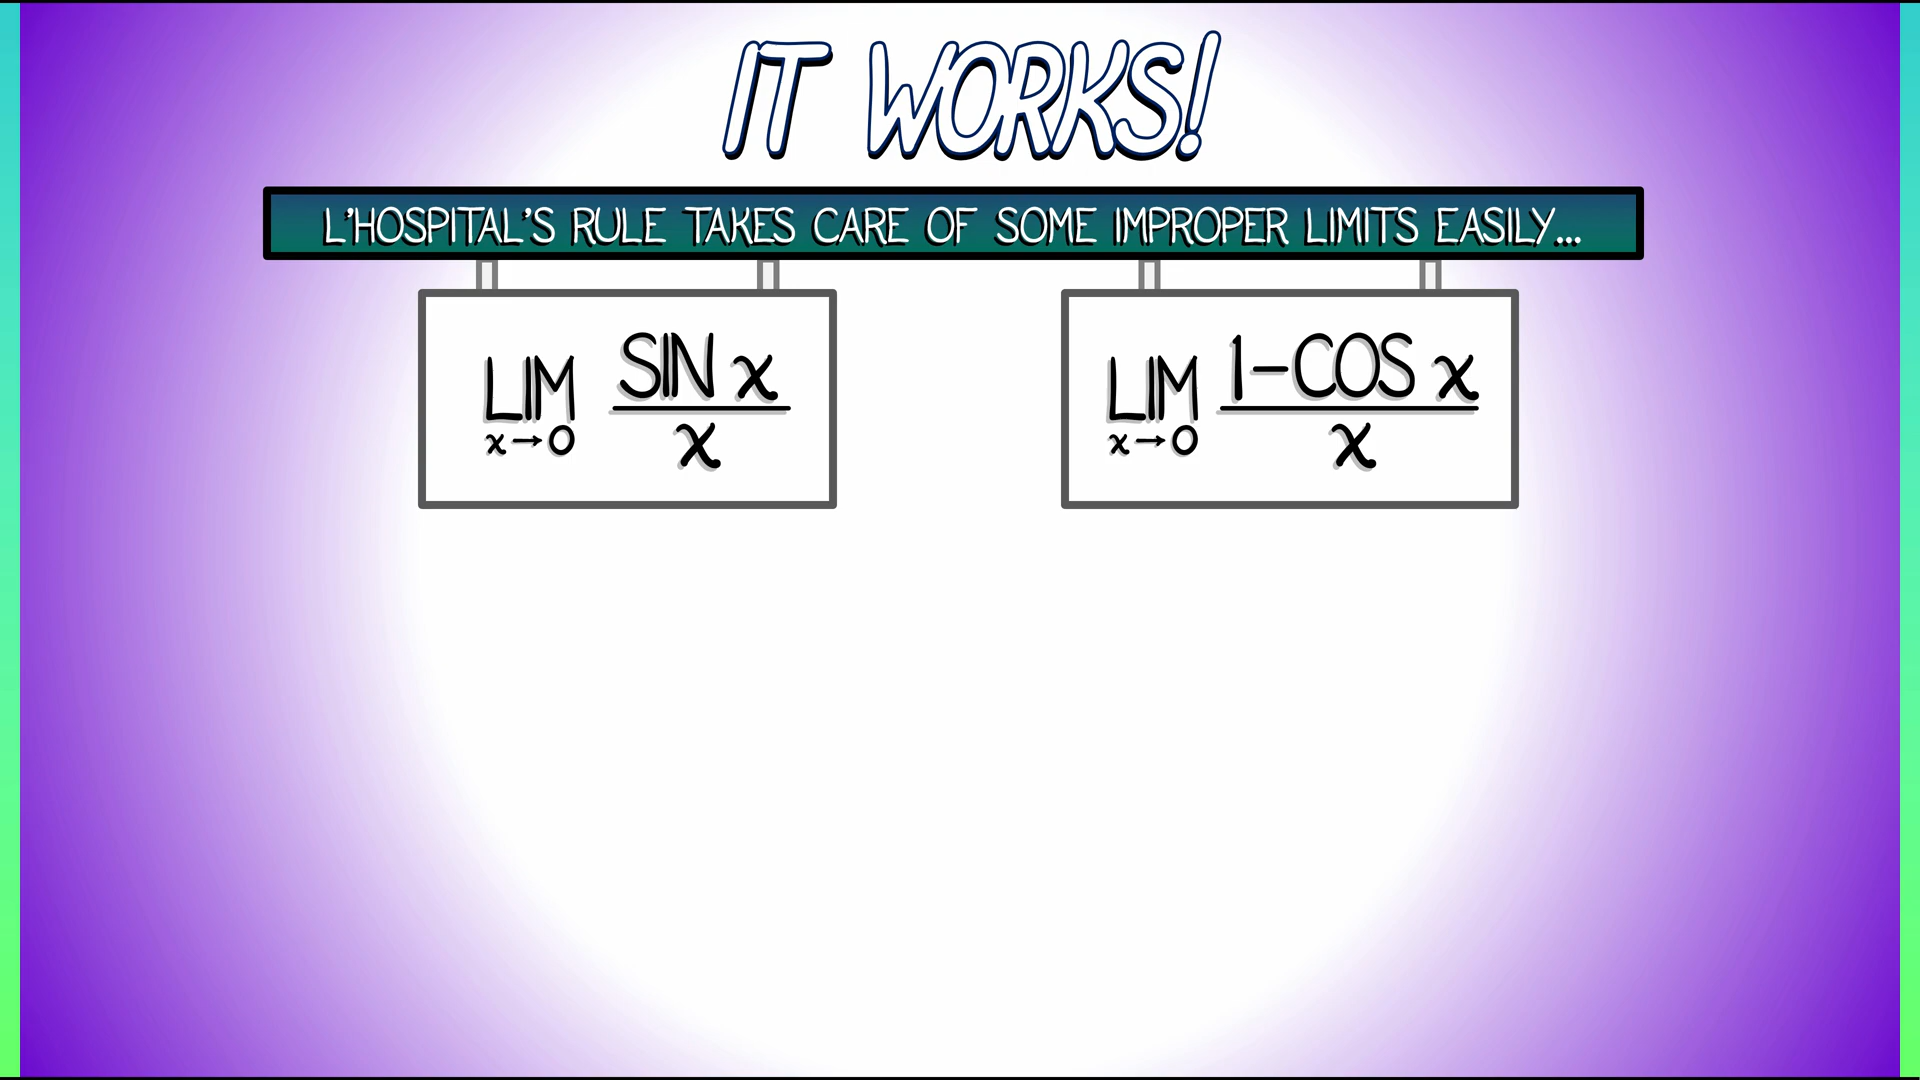 IT WORKS!
L'HOSPITAL'S RULE TAKES CARE OF SOME IMPROPER LIMITS EASILY...
LIM x→0 SIN x / x
LIM x→0 1-COS x / x